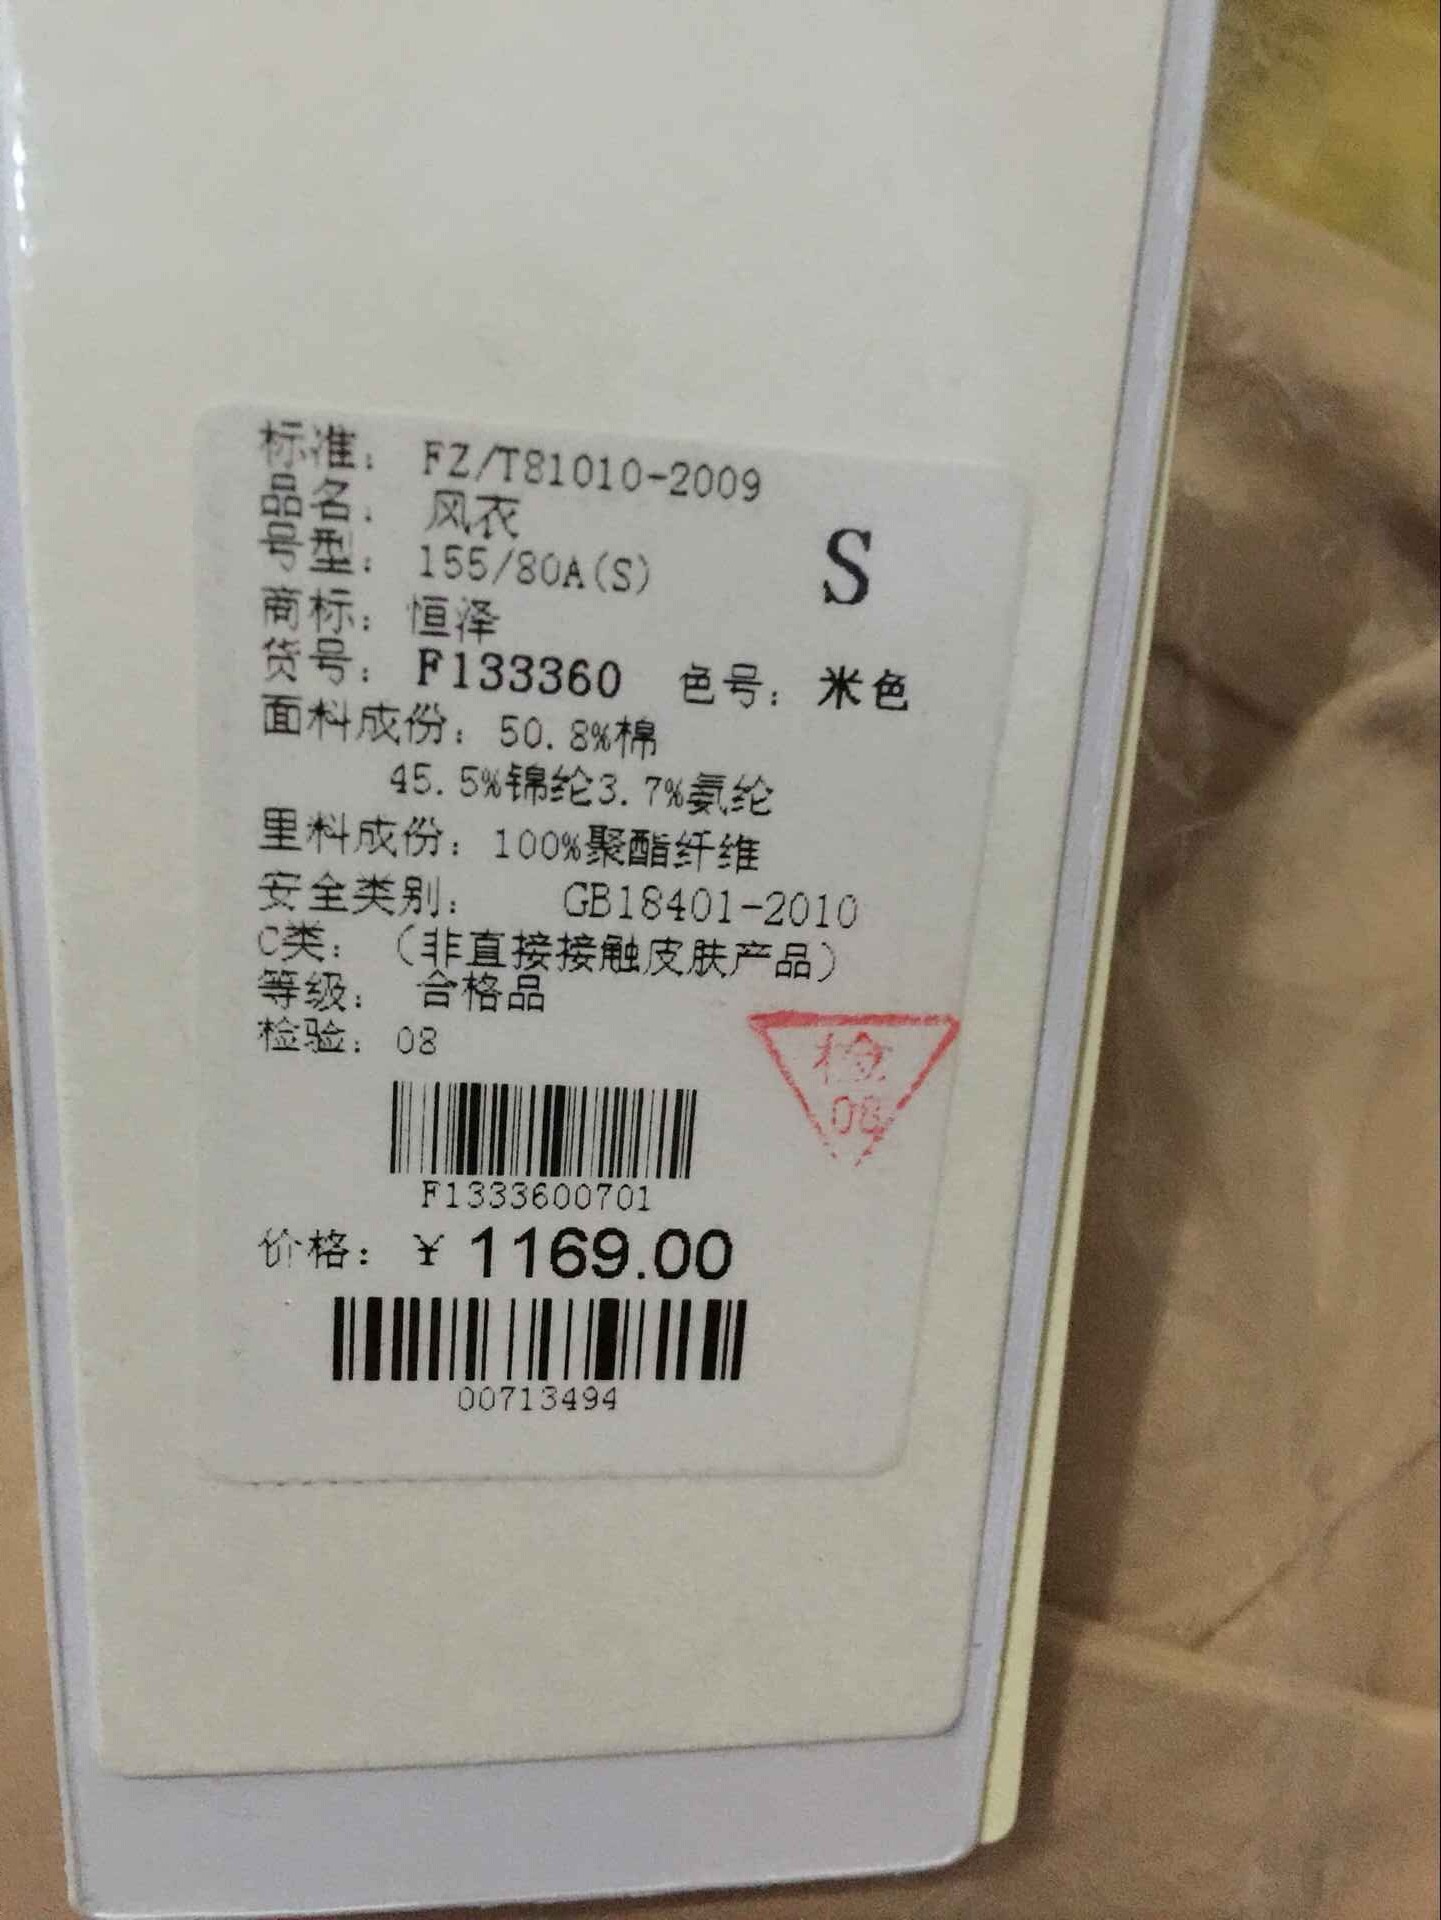 标准: FZ/T81010-2009
品名: 风衣
S
号型: 155/80A(S)
商标: 恒泽
货号: F133360 色号: 米色
面料成份: 50.8%棉
45.5%锦纶3.7%氨纶
里料成份: 100%聚酯纤维
安全类别: GB18401-2010
C类: (非直接接触皮肤产品)
等级: 合格品
检验: 08
检
08
F1333600701
价格: ¥ 1169.00
00713494